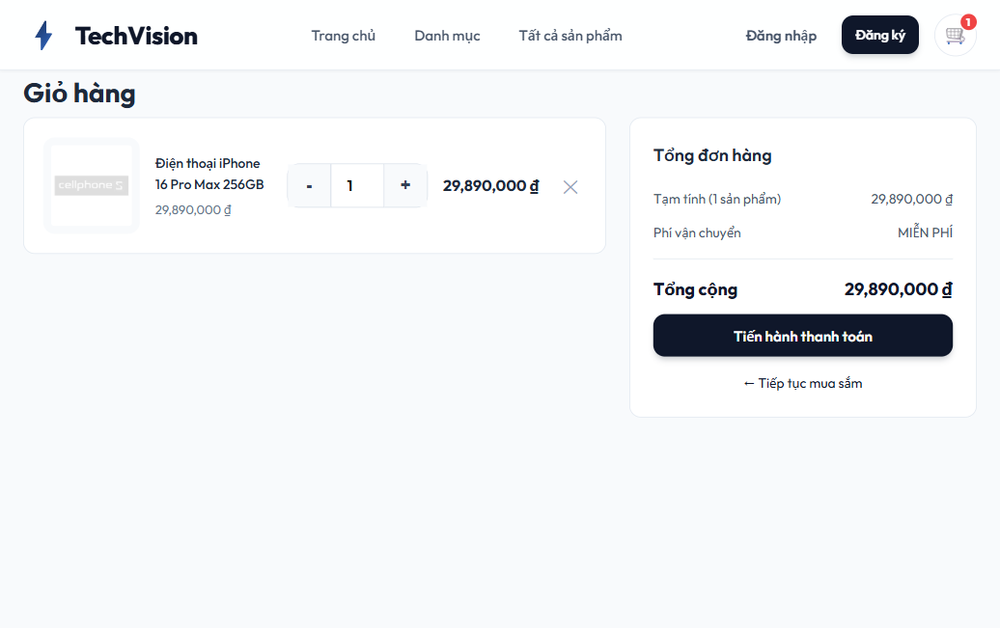 TechVision
Trang chủ
Danh mục
Tất cả sản phẩm
Đăng nhập
Đăng ký
1
Giỏ hàng
cellphone S
Điện thoại iPhone
16 Pro Max 256GB
29,890,000 ₫
-
1
+
29,890,000 ₫
Tổng đơn hàng
Tạm tính (1 sản phẩm)
29,890,000 ₫
Phí vận chuyển
MIỄN PHÍ
Tổng cộng
29,890,000 ₫
Tiến hành thanh toán
← Tiếp tục mua sắm